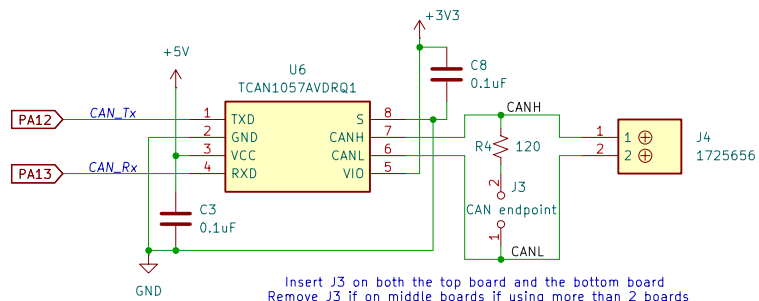 +3V3
+5V
U6
TCAN1057AVDRQ1
C8
0.1uF
PA12
CAN_Tx
1
TXD
S
8
CANH
2
GND
CANH
7
R4
120
1
1
J4
3
VCC
CANL
6
2
2
1725656
PA13
CAN_Rx
4
RXD
VIO
5
2
J3
CAN endpoint
C3
0.1uF
1
CANL
GND
Insert J3 on both the top board and the bottom board
Remove J3 if on middle boards if using more than 2 boards